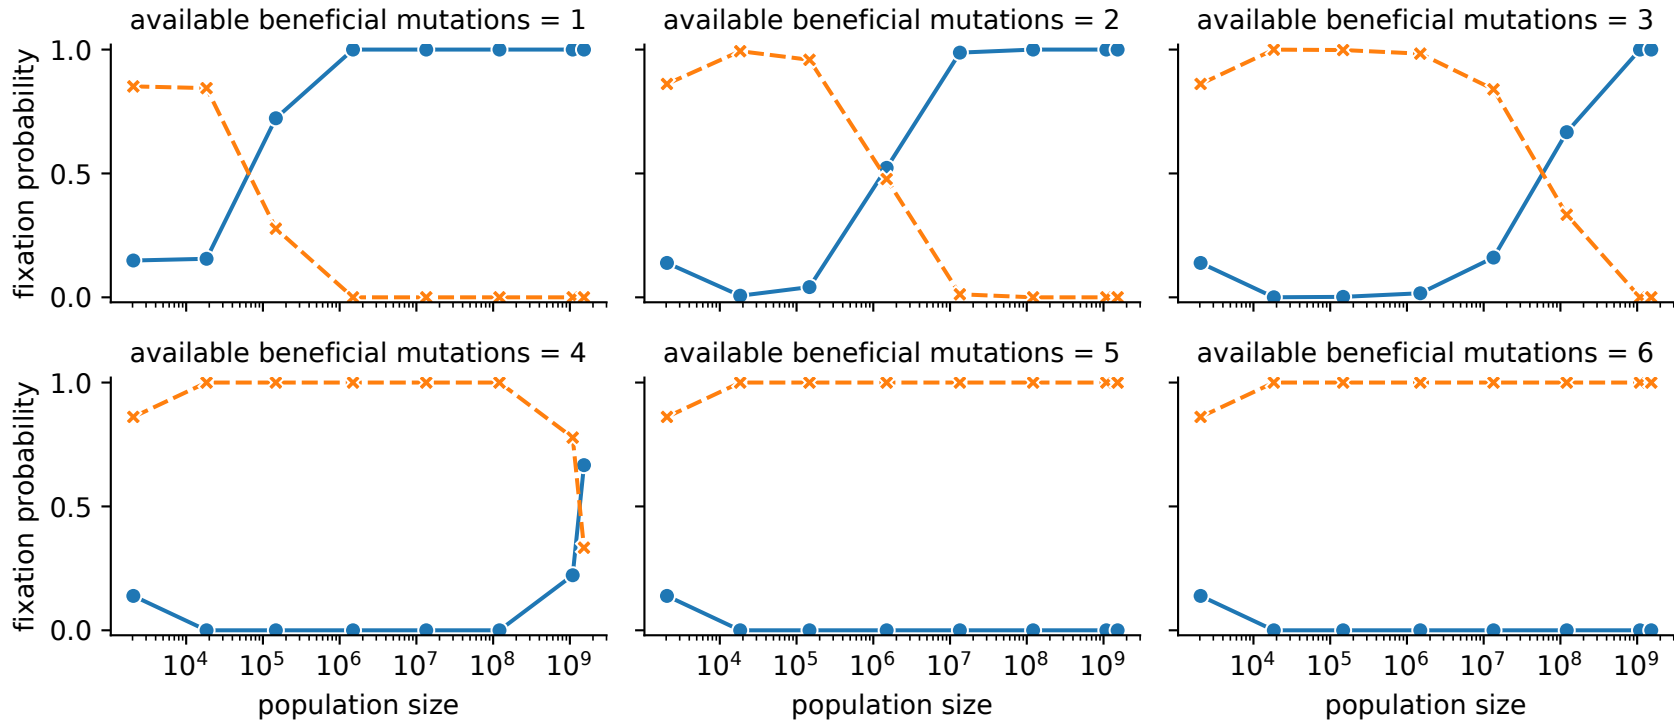 available beneficial mutations = 1
available beneficial mutations = 2
available beneficial mutations = 3
1.0
0.5
0.0
fixation probability
available beneficial mutations = 4
available beneficial mutations = 5
available beneficial mutations = 6
1.0
0.5
0.0
fixation probability
10⁴ 10⁵ 10⁶ 10⁷ 10⁸ 10⁹
10⁴ 10⁵ 10⁶ 10⁷ 10⁸ 10⁹
10⁴ 10⁵ 10⁶ 10⁷ 10⁸ 10⁹
population size
population size
population size